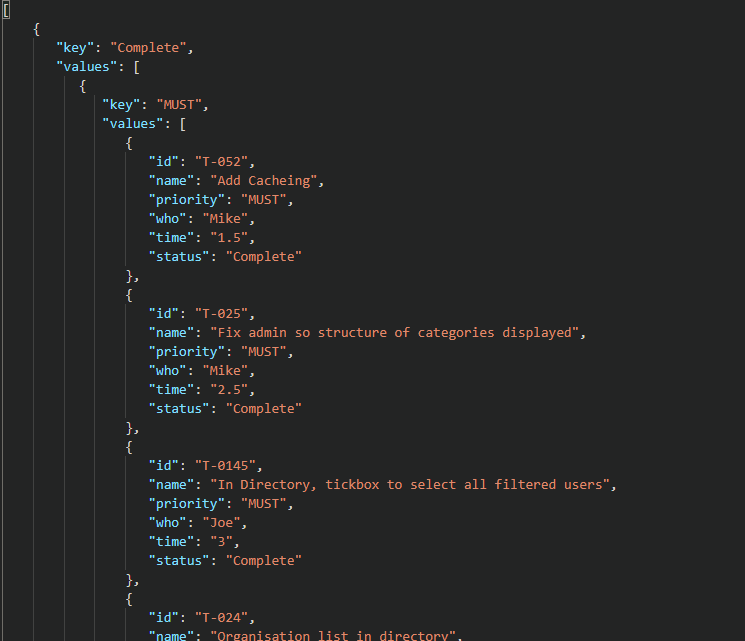 [
{
"key": "Complete",
"values": [
{
"key": "MUST",
"values": [
{
"id": "T-052",
"name": "Add Cacheing",
"priority": "MUST",
"who": "Mike",
"time": "1.5",
"status": "Complete"
},
{
"id": "T-025",
"name": "Fix admin so structure of categories displayed",
"priority": "MUST",
"who": "Mike",
"time": "2.5",
"status": "Complete"
},
{
"id": "T-0145",
"name": "In Directory, tickbox to select all filtered users",
"priority": "MUST",
"who": "Joe",
"time": "3",
"status": "Complete"
},
{
"id": "T-024",
"name": "Organisation list in directory",